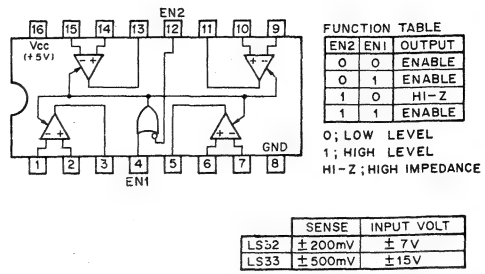 EN2
16 15 14 13 12 11 10 9
Vcc
(+5V)
- + + -
- + + -
GND
1 2 3 4 5 6 7 8
EN1
FUNCTION TABLE
EN2 EN1 OUTPUT
0 0 ENABLE
0 1 ENABLE
1 0 HI-Z
1 1 ENABLE
0; LOW LEVEL
1; HIGH LEVEL
HI-Z; HIGH IMPEDANCE
SENSE INPUT VOLT
LS32 ±200mV ±7V
LS33 ±500mV ±15V